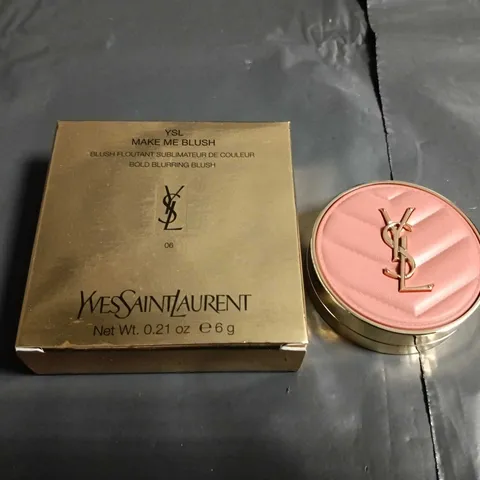 YSL
MAKE ME BLUSH
BLUSH FLOUTANT SUBLIMATEUR DE COULEUR
BOLD BLURRING BLUSH
YSL
06
YVESSAINTLAURENT
Net Wt. 0.21 oz ℮ 6 g
YSL